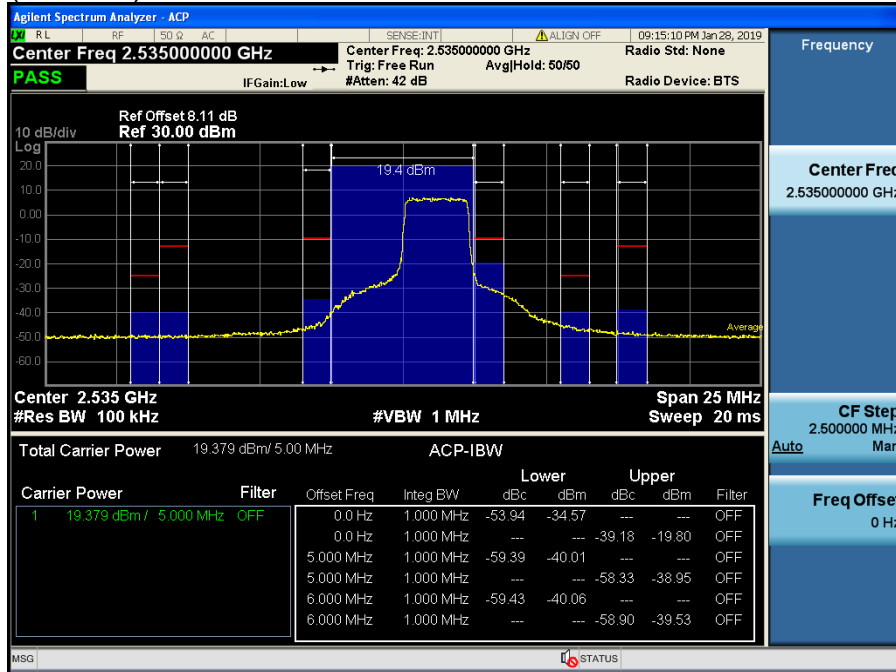 Agilent Spectrum Analyzer - ACP
LXI RL RF 50 Ω AC SENSE:INT ALIGN OFF 09:15:10 PM Jan 28, 2019
Center Freq 2.535000000 GHz Center Freq: 2.535000000 GHz Radio Std: None
Trig: Free Run Avg|Hold: 50/50
PASS IFGain:Low #Atten: 42 dB Radio Device: BTS
Frequency
Ref Offset 8.11 dB
10 dB/div Ref 30.00 dBm
Log
19.4 dBm
20.0
10.0
0.00
-10.0
-20.0
-30.0
-40.0
-50.0
-60.0
Average
Center Freq
2.535000000 GHz
Center 2.535 GHz Span 25 MHz
#Res BW 100 kHz #VBW 1 MHz Sweep 20 ms
CF Step
2.500000 MHz
Auto Man
Freq Offset
0 Hz
Total Carrier Power 19.379 dBm/ 5.00 MHz ACP-IBW
Lower Upper
Carrier Power Filter Offset Freq Integ BW dBc dBm dBc dBm Filter
1 19.379 dBm / 5.000 MHz OFF 0.0 Hz 1.000 MHz -53.94 -34.57 --- --- OFF
0.0 Hz 1.000 MHz --- --- -39.18 -19.80 OFF
5.000 MHz 1.000 MHz -59.39 -40.01 --- --- OFF
5.000 MHz 1.000 MHz --- --- -58.33 -38.95 OFF
6.000 MHz 1.000 MHz -59.43 -40.06 --- --- OFF
6.000 MHz 1.000 MHz --- --- -58.90 -39.53 OFF
MSG STATUS